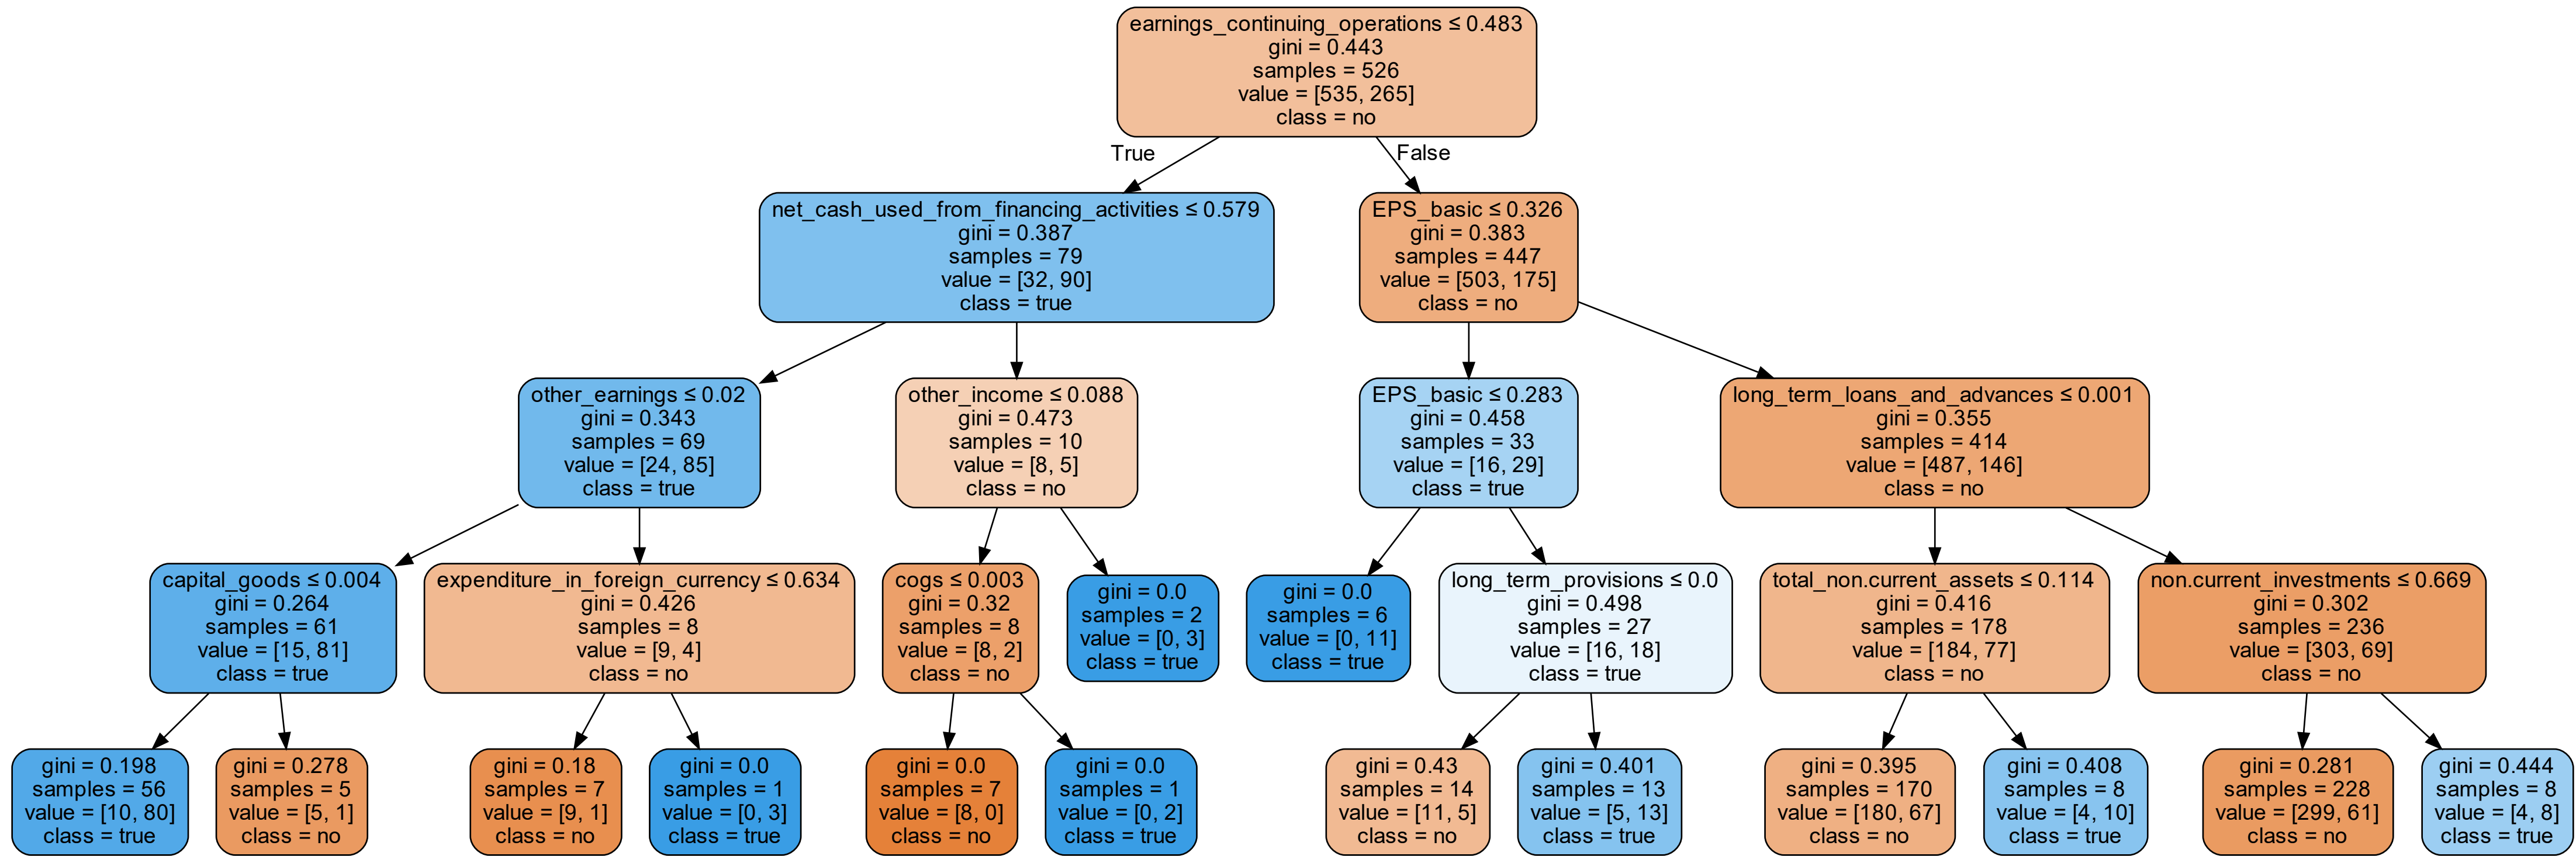 earnings_continuing_operations ≤ 0.483
gini = 0.443
samples = 526
value = [535, 265]
class = no
True
False
net_cash_used_from_financing_activities ≤ 0.579
gini = 0.387
samples = 79
value = [32, 90]
class = true
EPS_basic ≤ 0.326
gini = 0.383
samples = 447
value = [503, 175]
class = no
other_earnings ≤ 0.02
gini = 0.343
samples = 69
value = [24, 85]
class = true
other_income ≤ 0.088
gini = 0.473
samples = 10
value = [8, 5]
class = no
EPS_basic ≤ 0.283
gini = 0.458
samples = 33
value = [16, 29]
class = true
long_term_loans_and_advances ≤ 0.001
gini = 0.355
samples = 414
value = [487, 146]
class = no
capital_goods ≤ 0.004
gini = 0.264
samples = 61
value = [15, 81]
class = true
expenditure_in_foreign_currency ≤ 0.634
gini = 0.426
samples = 8
value = [9, 4]
class = no
cogs ≤ 0.003
gini = 0.32
samples = 8
value = [8, 2]
class = no
gini = 0.0
samples = 2
value = [0, 3]
class = true
gini = 0.0
samples = 6
value = [0, 11]
class = true
long_term_provisions ≤ 0.0
gini = 0.498
samples = 27
value = [16, 18]
class = true
total_non.current_assets ≤ 0.114
gini = 0.416
samples = 178
value = [184, 77]
class = no
non.current_investments ≤ 0.669
gini = 0.302
samples = 236
value = [303, 69]
class = no
gini = 0.198
samples = 56
value = [10, 80]
class = true
gini = 0.278
samples = 5
value = [5, 1]
class = no
gini = 0.18
samples = 7
value = [9, 1]
class = no
gini = 0.0
samples = 1
value = [0, 3]
class = true
gini = 0.0
samples = 7
value = [8, 0]
class = no
gini = 0.0
samples = 1
value = [0, 2]
class = true
gini = 0.43
samples = 14
value = [11, 5]
class = no
gini = 0.401
samples = 13
value = [5, 13]
class = true
gini = 0.395
samples = 170
value = [180, 67]
class = no
gini = 0.408
samples = 8
value = [4, 10]
class = true
gini = 0.281
samples = 228
value = [299, 61]
class = no
gini = 0.444
samples = 8
value = [4, 8]
class = true